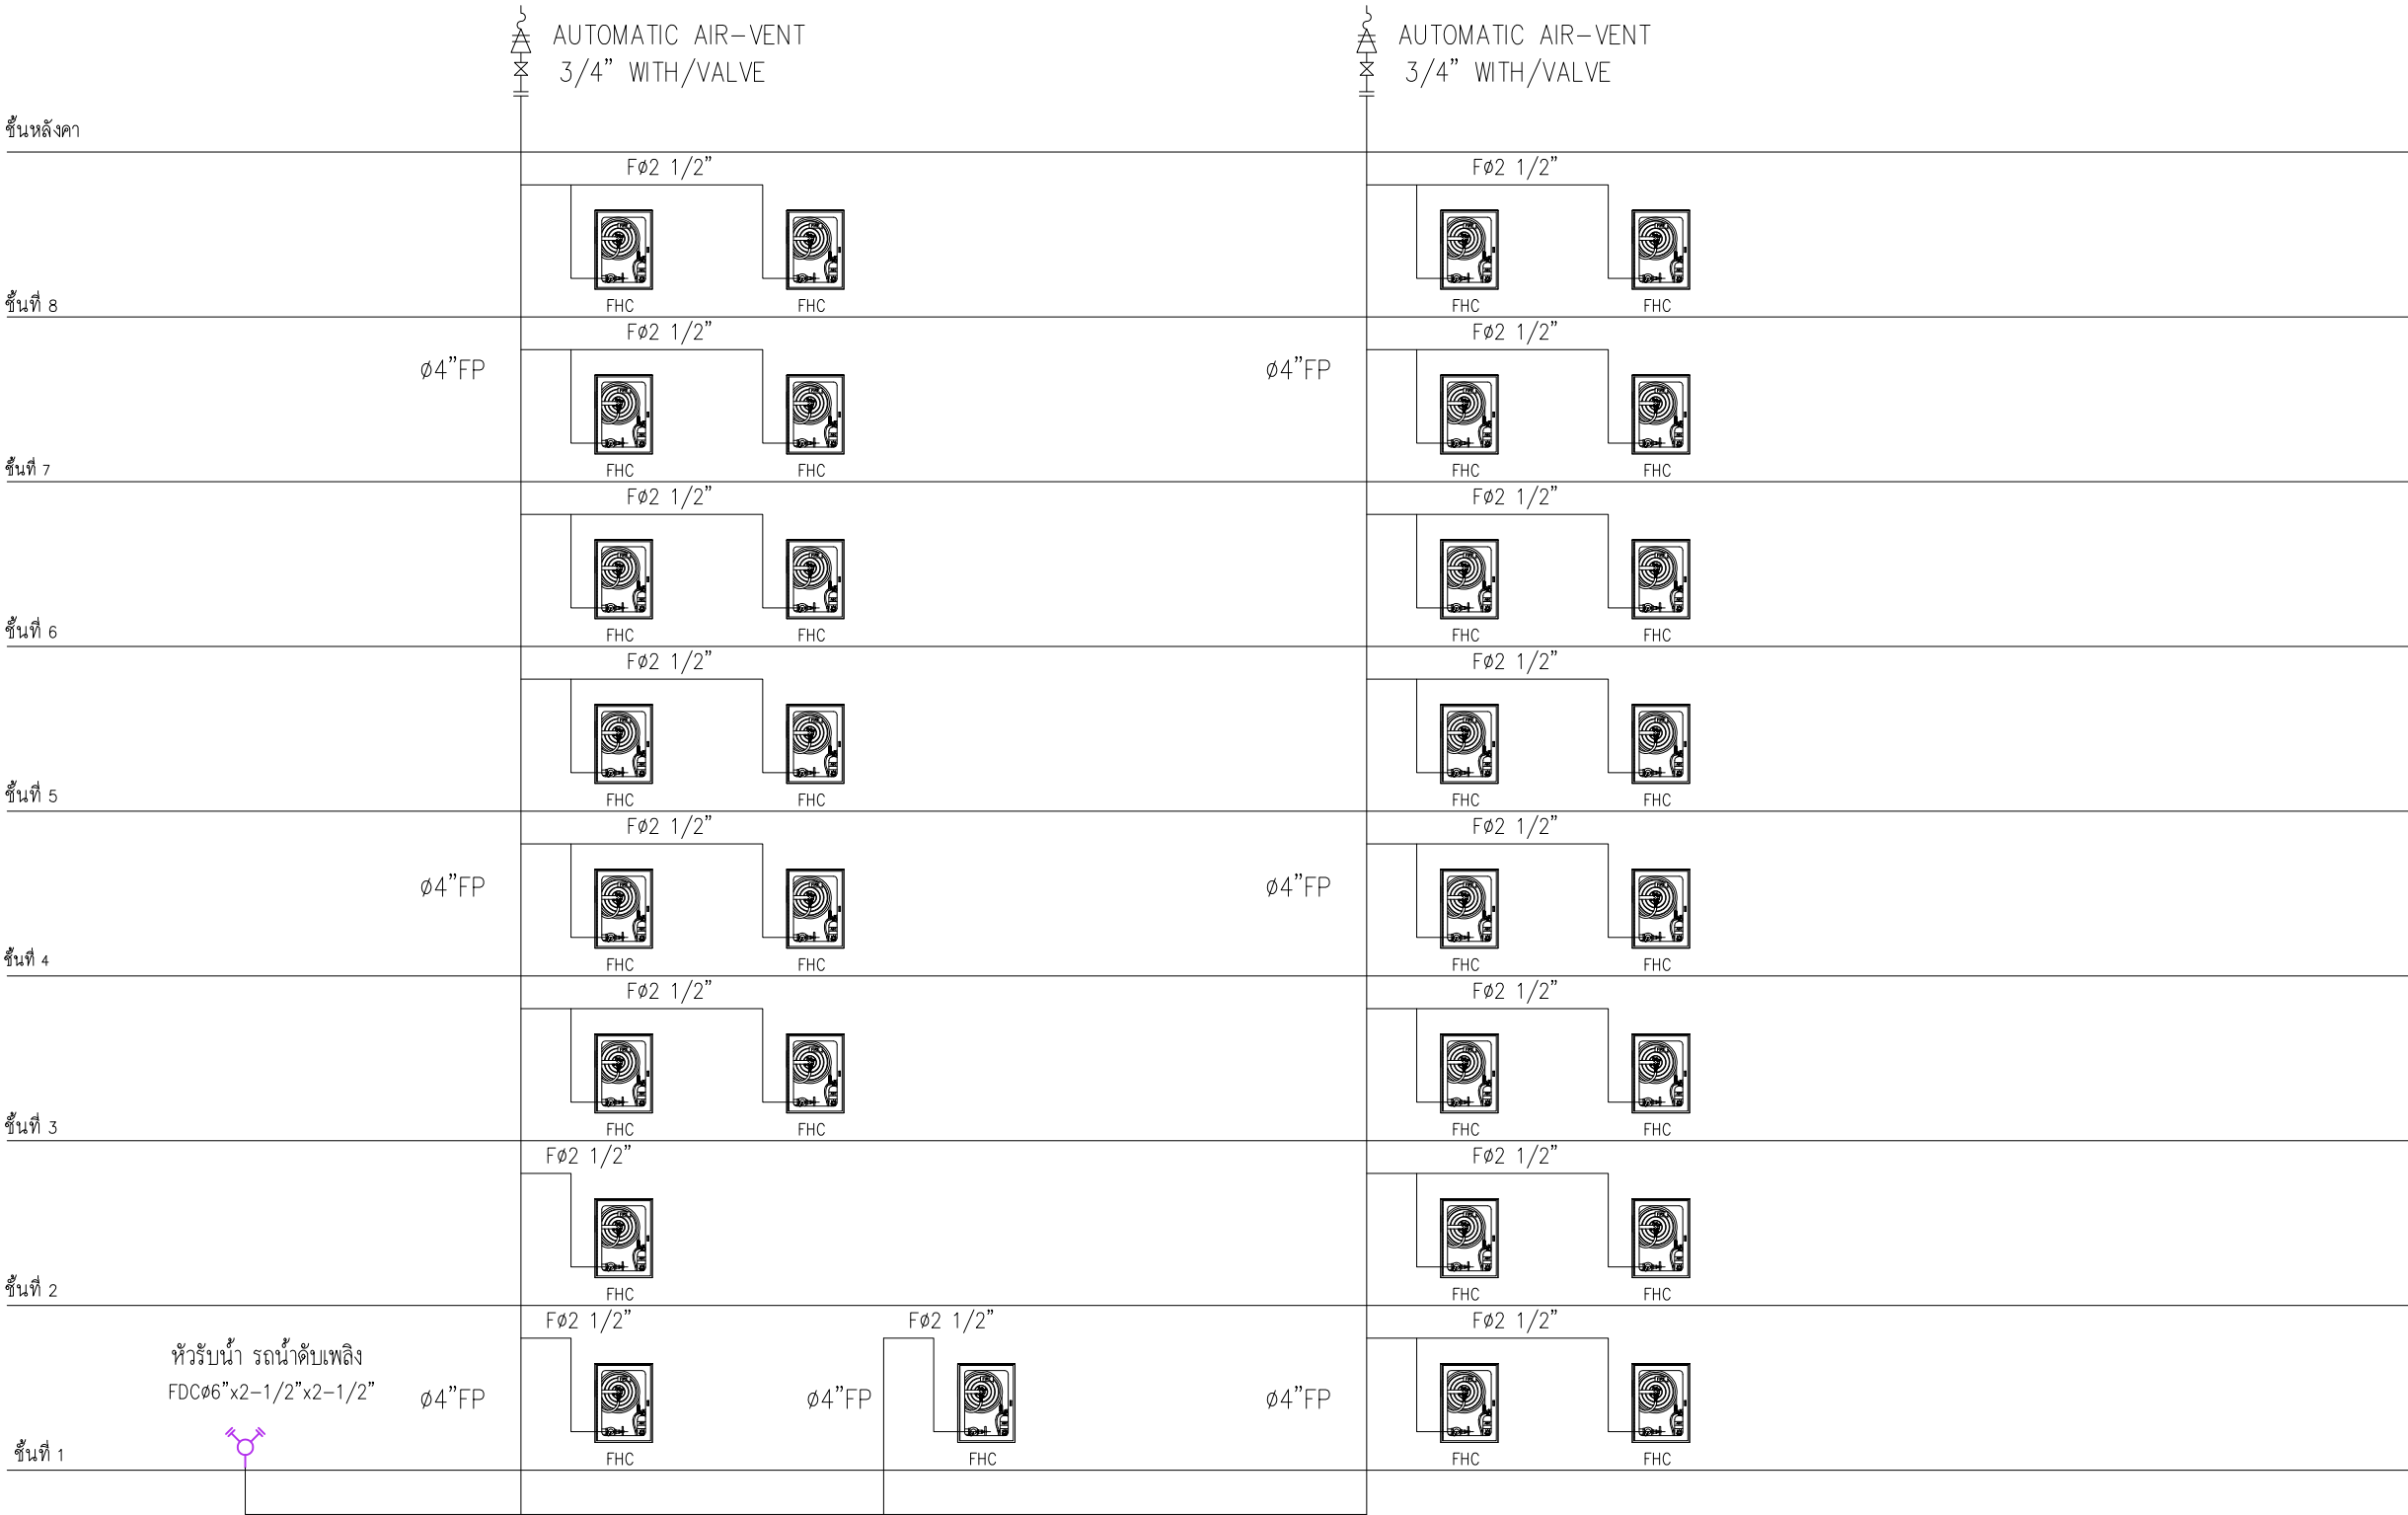 AUTOMATIC AIR-VENT
3/4" WITH/VALVE
AUTOMATIC AIR-VENT
3/4" WITH/VALVE
ชั้นหลังคา
Fø2 1/2"
Fø2 1/2"
FHC
FHC
FHC
FHC
ชั้นที่ 8
Fø2 1/2"
Fø2 1/2"
ø4"FP
ø4"FP
FHC
FHC
FHC
FHC
ชั้นที่ 7
Fø2 1/2"
Fø2 1/2"
FHC
FHC
FHC
FHC
ชั้นที่ 6
Fø2 1/2"
Fø2 1/2"
FHC
FHC
FHC
FHC
ชั้นที่ 5
Fø2 1/2"
Fø2 1/2"
ø4"FP
ø4"FP
FHC
FHC
FHC
FHC
ชั้นที่ 4
Fø2 1/2"
Fø2 1/2"
FHC
FHC
FHC
FHC
ชั้นที่ 3
Fø2 1/2"
Fø2 1/2"
FHC
FHC
FHC
ชั้นที่ 2
Fø2 1/2"
Fø2 1/2"
Fø2 1/2"
หัวรับน้ำ รถน้ำดับเพลิง
FDCø6"x2-1/2"x2-1/2"
ø4"FP
ø4"FP
ø4"FP
FHC
FHC
FHC
FHC
ชั้นที่ 1